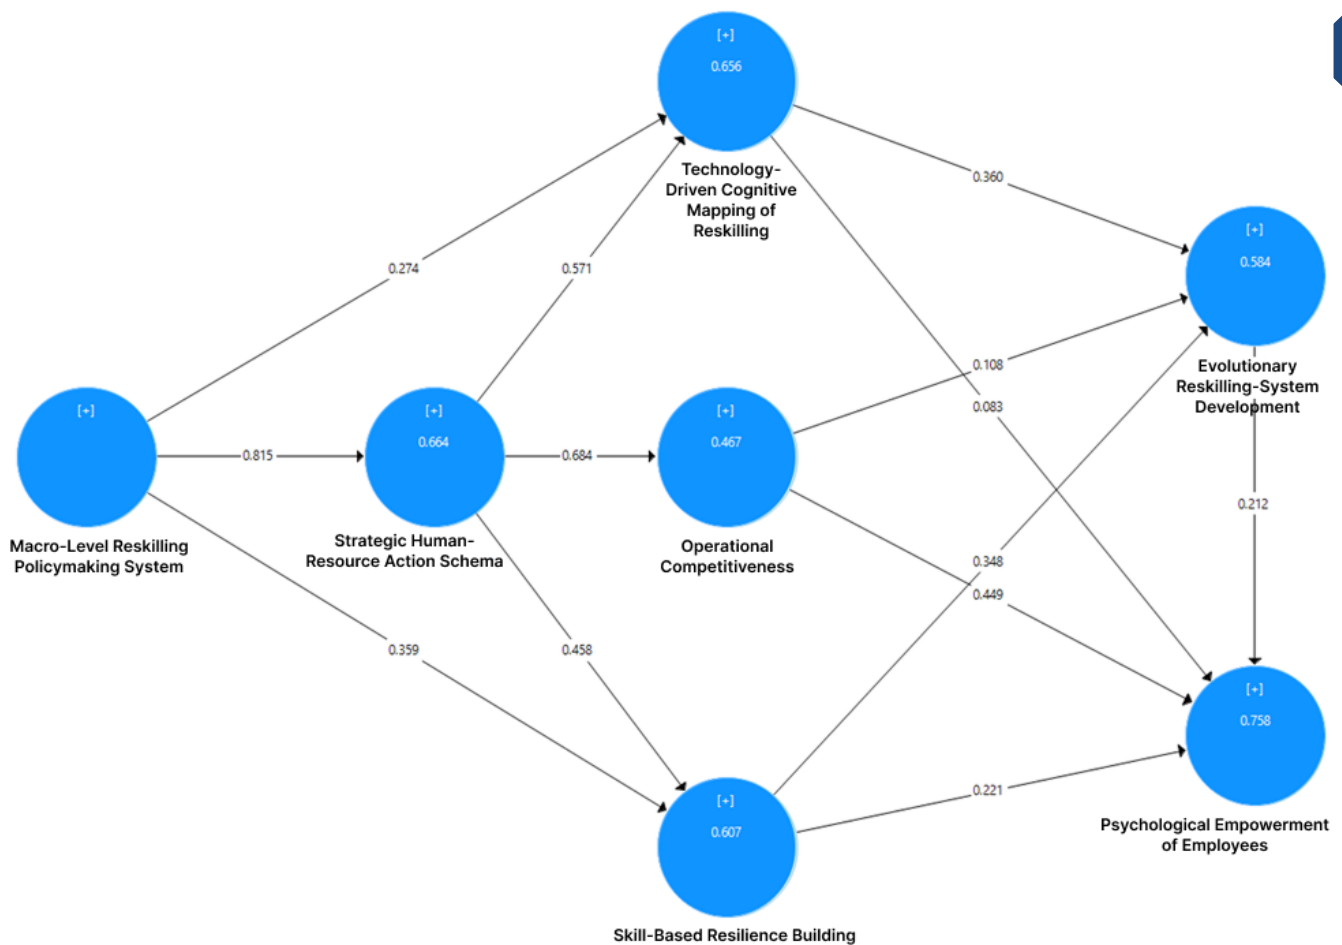 [+]
0.656
Technology-
Driven Cognitive
Mapping of
Reskilling
0.360
[+]
0.584
Evolutionary
Reskilling-System
Development
0.274
0.571
0.108
0.083
[+]
Macro-Level Reskilling
Policymaking System
0.815
[+]
0.664
Strategic Human-
Resource Action Schema
0.684
[+]
0.467
Operational
Competitiveness
0.212
0.348
0.449
0.359
0.458
[+]
0.758
Psychological Empowerment
of Employees
0.221
[+]
0.607
Skill-Based Resilience Building